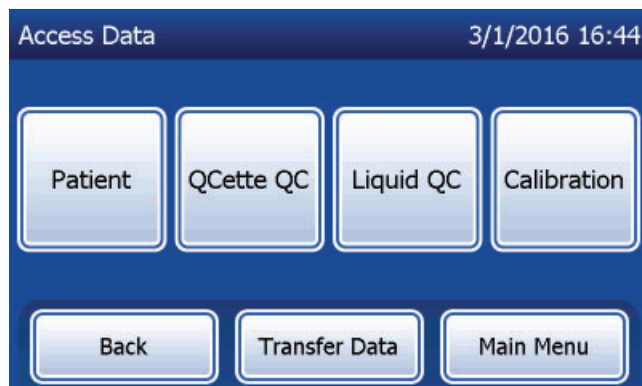 Access Data 3/1/2016 16:44
Patient QCette QC Liquid QC Calibration
Back Transfer Data Main Menu